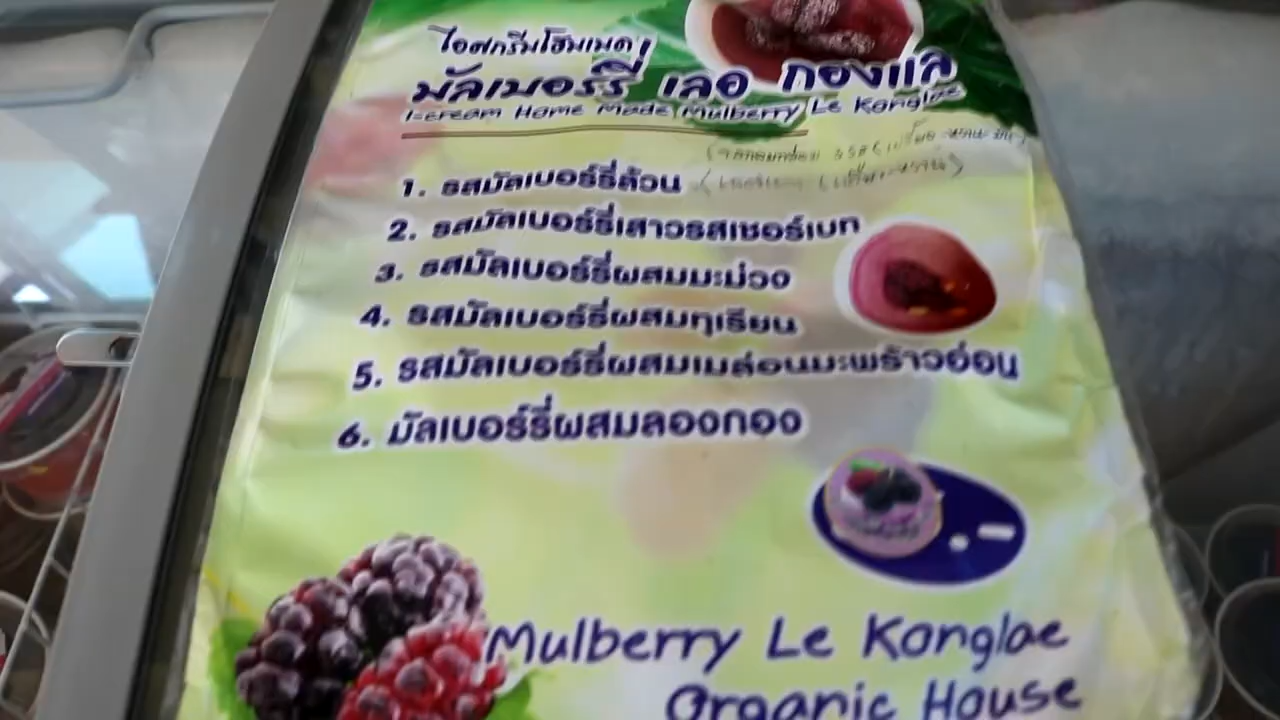 ไอศกรีมโฮมเมด
มัลเบอร์รี่ เลอ กองแล
Icream Home Made Mulberry Le Konglae
1. รสมัลเบอร์รี่ล้วน
2. รสมัลเบอร์รี่เสาวรสเชอร์เบท
3. รสมัลเบอร์รี่ผสมมะม่วง
4. รสมัลเบอร์รี่ผสมทุเรียน
5. รสมัลเบอร์รี่ผสมเมล่อนมะพร้าวอ่อน
6. มัลเบอร์รี่ผสมลองกอง
.-
Mulberry Le Konglae
Organic House